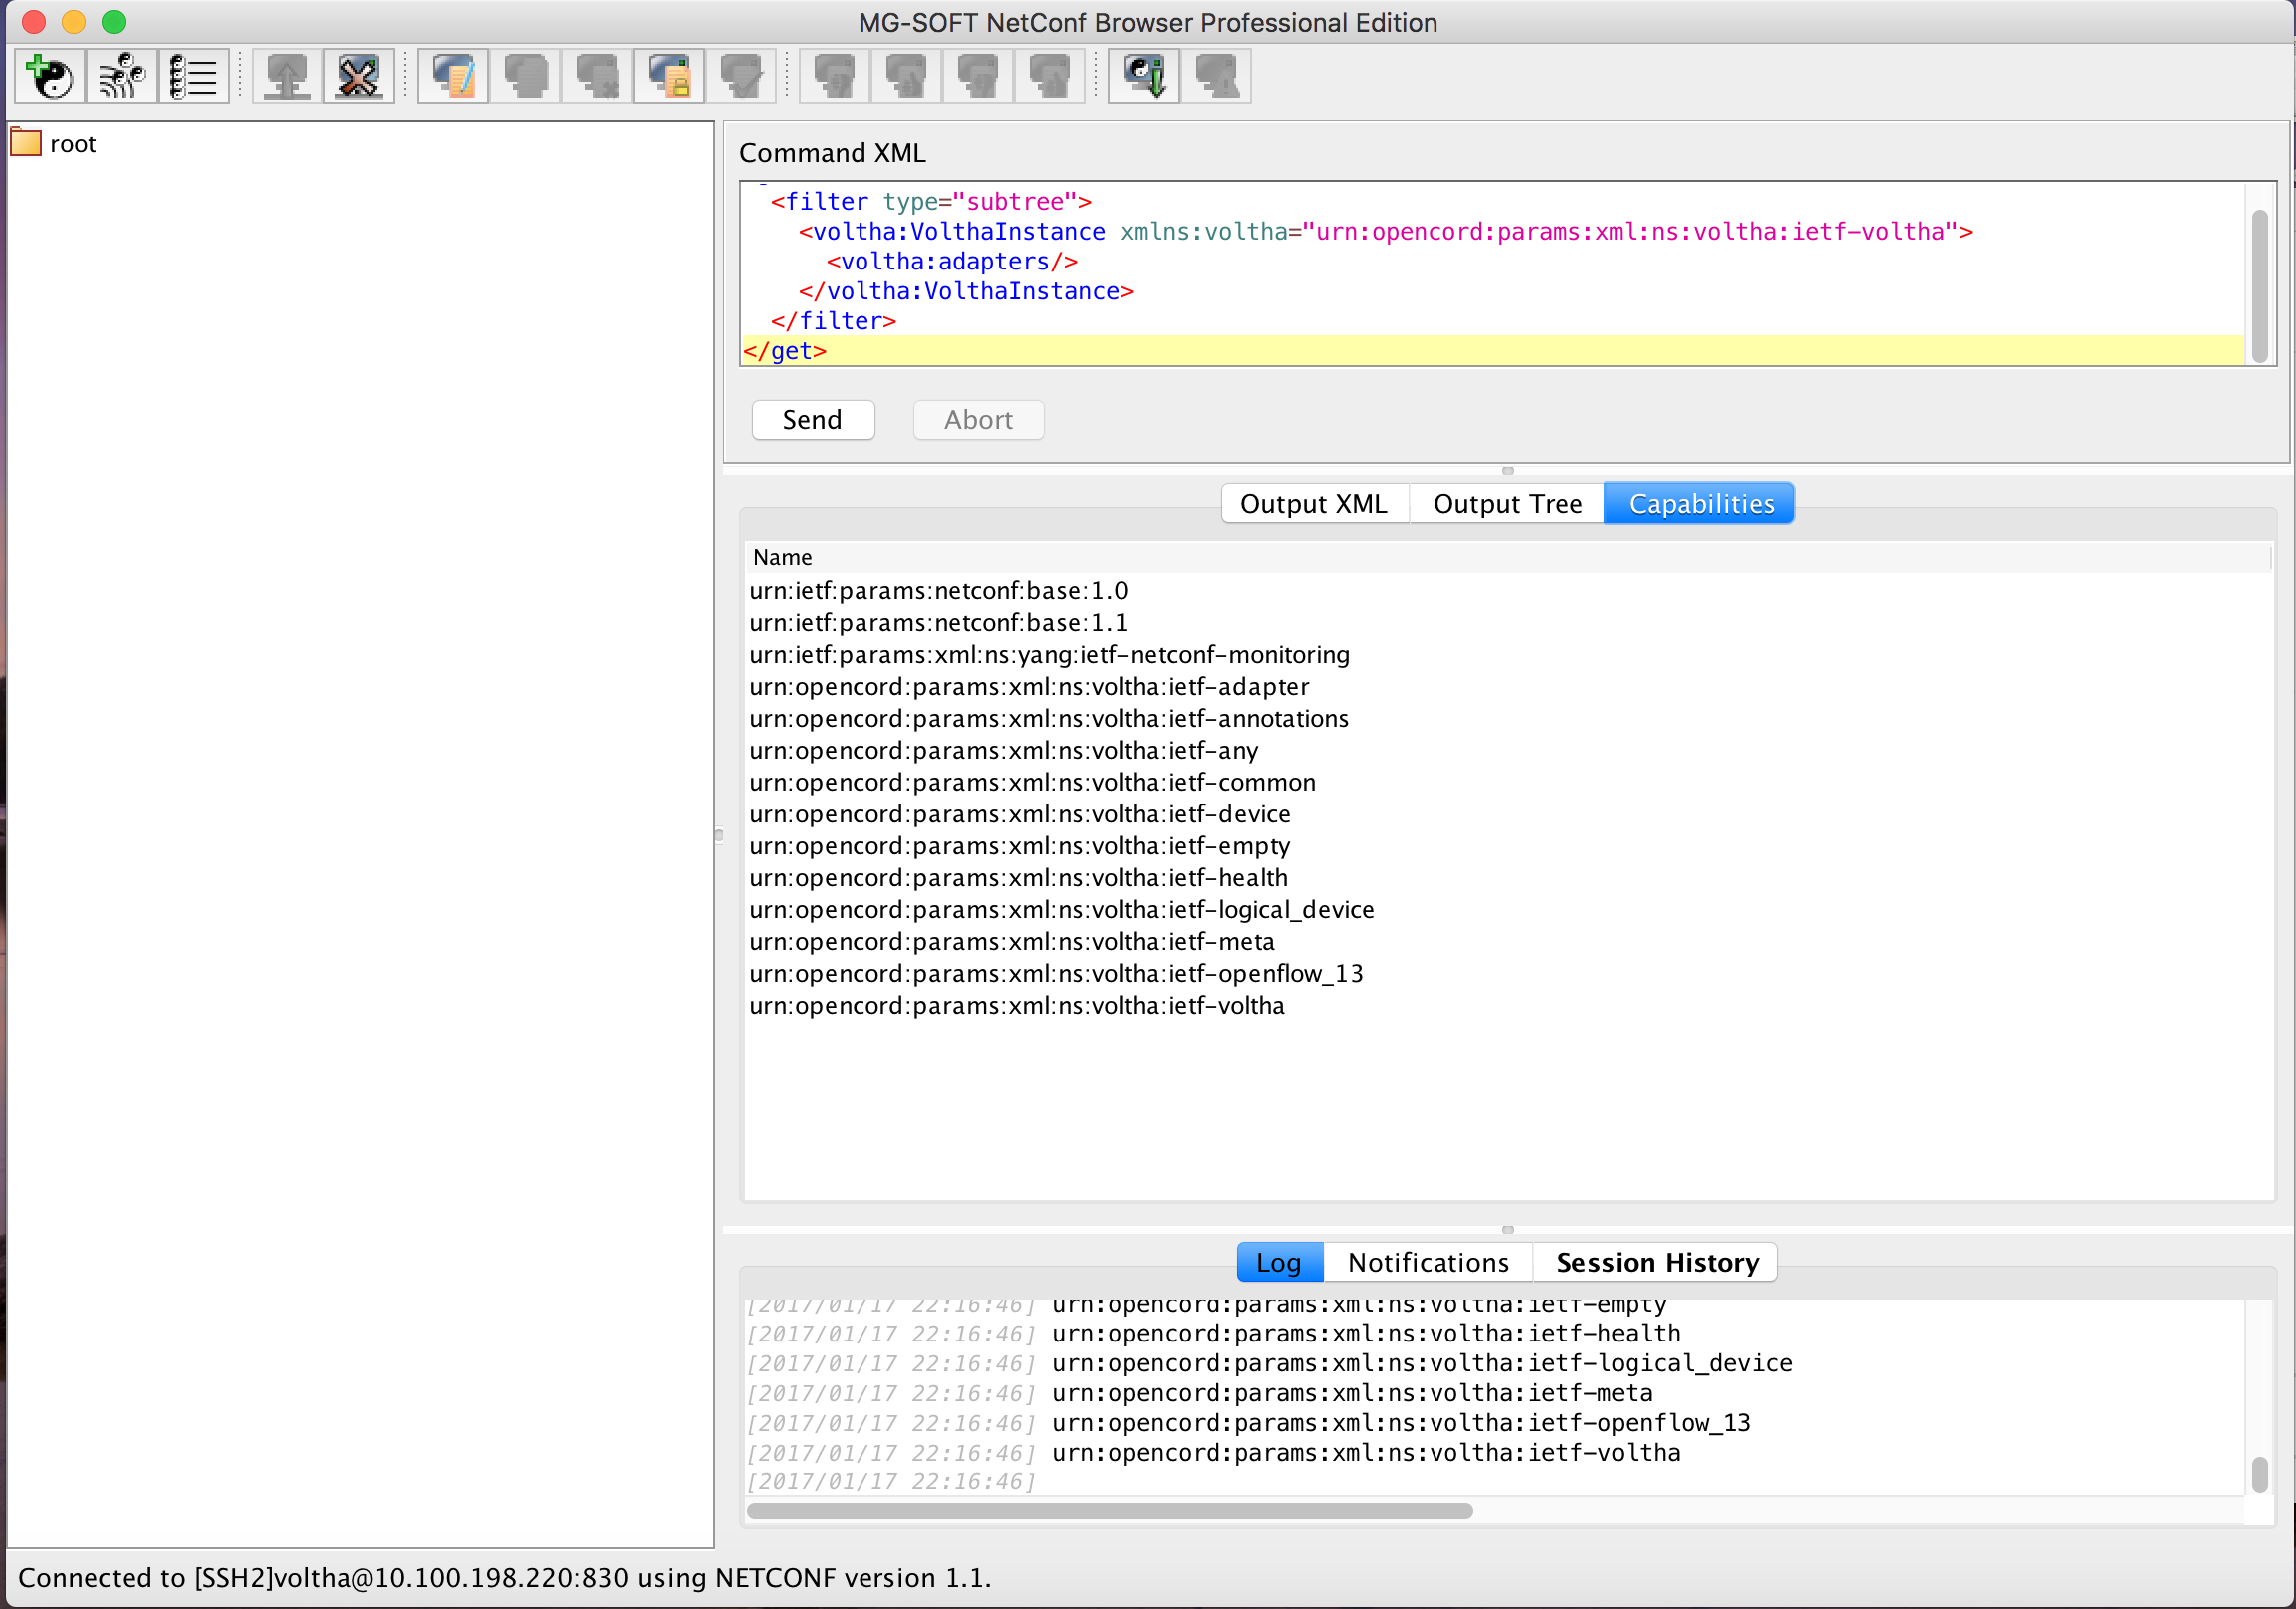 MG-SOFT NetConf Browser Professional Edition
root
Command XML
<filter type="subtree">
<voltha:VolthaInstance xmlns:voltha="urn:opencord:params:xml:ns:voltha:ietf-voltha">
<voltha:adapters/>
</voltha:VolthaInstance>
</filter>
</get>
Send
Abort
Output XML
Output Tree
Capabilities
Name
urn:ietf:params:netconf:base:1.0
urn:ietf:params:netconf:base:1.1
urn:ietf:params:xml:ns:yang:ietf-netconf-monitoring
urn:opencord:params:xml:ns:voltha:ietf-adapter
urn:opencord:params:xml:ns:voltha:ietf-annotations
urn:opencord:params:xml:ns:voltha:ietf-any
urn:opencord:params:xml:ns:voltha:ietf-common
urn:opencord:params:xml:ns:voltha:ietf-device
urn:opencord:params:xml:ns:voltha:ietf-empty
urn:opencord:params:xml:ns:voltha:ietf-health
urn:opencord:params:xml:ns:voltha:ietf-logical_device
urn:opencord:params:xml:ns:voltha:ietf-meta
urn:opencord:params:xml:ns:voltha:ietf-openflow_13
urn:opencord:params:xml:ns:voltha:ietf-voltha
Log
Notifications
Session History
[2017/01/17 22:16:46] urn:opencord:params:xml:ns:voltha:ietf-empty
[2017/01/17 22:16:46] urn:opencord:params:xml:ns:voltha:ietf-health
[2017/01/17 22:16:46] urn:opencord:params:xml:ns:voltha:ietf-logical_device
[2017/01/17 22:16:46] urn:opencord:params:xml:ns:voltha:ietf-meta
[2017/01/17 22:16:46] urn:opencord:params:xml:ns:voltha:ietf-openflow_13
[2017/01/17 22:16:46] urn:opencord:params:xml:ns:voltha:ietf-voltha
[2017/01/17 22:16:46]
Connected to [SSH2]voltha@10.100.198.220:830 using NETCONF version 1.1.